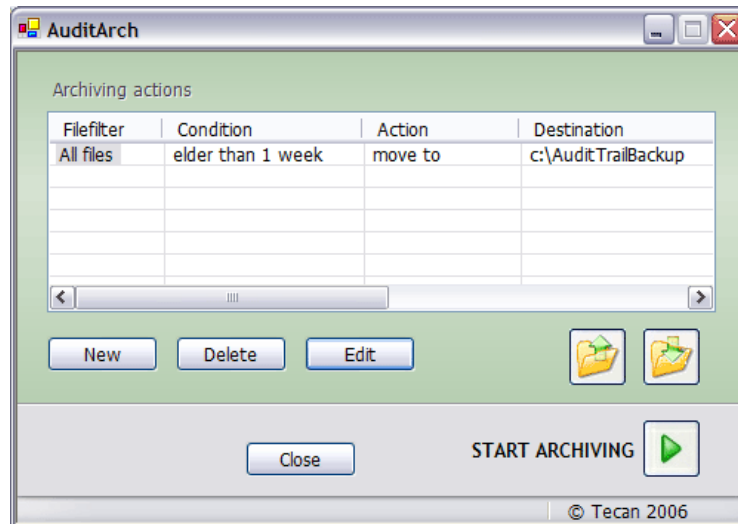 AuditArch
Archiving actions
Filefilter Condition Action Destination
All files elder than 1 week move to c:\AuditTrailBackup
New Delete Edit
START ARCHIVING
Close
© Tecan 2006